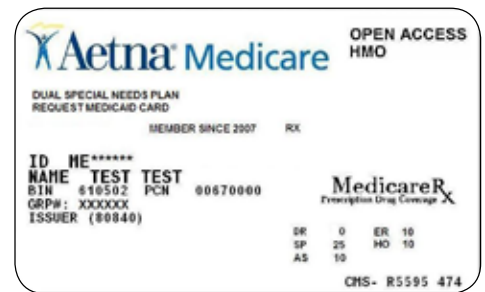 Aetna® Medicare
OPEN ACCESS
HMO
DUAL SPECIAL NEEDS PLAN
REQUEST MEDICAID CARD
MEMBER SINCE 2007 RX
ID ME******
NAME TEST TEST
BIN 610502 PCN 00670000
GRP#: XXXXXX
ISSUER (80840)
MedicareRx
Prescription Drug Coverage
DR 0 ER 10
SP 25 HO 10
AS 10
CMS- R5595 474